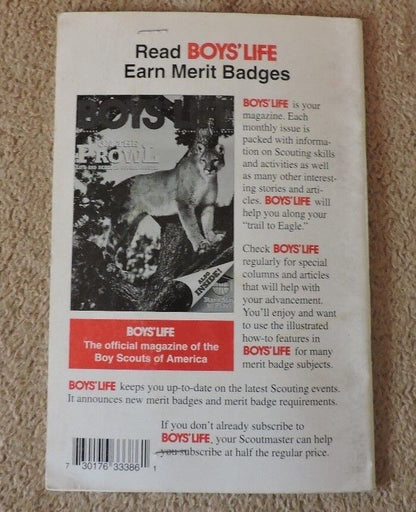 Read BOYS' LIFE
Earn Merit Badges
BOYS' LIFE
ON THE
PROWL
BOYS' LIFE is your
magazine. Each
monthly issue is
packed with informa-
tion on Scouting skills
and activities as well
as many other interest-
ing stories and arti-
cles. BOYS' LIFE will
help you along your
"trail to Eagle."
Check BOYS' LIFE
regularly for special
columns and articles
that will help with
your advancement.
You'll enjoy and want
to use the illustrated
how-to features in
BOYS' LIFE for many
merit badge subjects.
INSIDE!
BOYS' LIFE
The official magazine of the
Boy Scouts of America
BOYS' LIFE keeps you up-to-date on the latest Scouting events.
It announces new merit badges and merit badge requirements.
If you don't already subscribe to
BOYS' LIFE, your Scoutmaster can help
you subscribe at half the regular price.
7 30176 33386 1